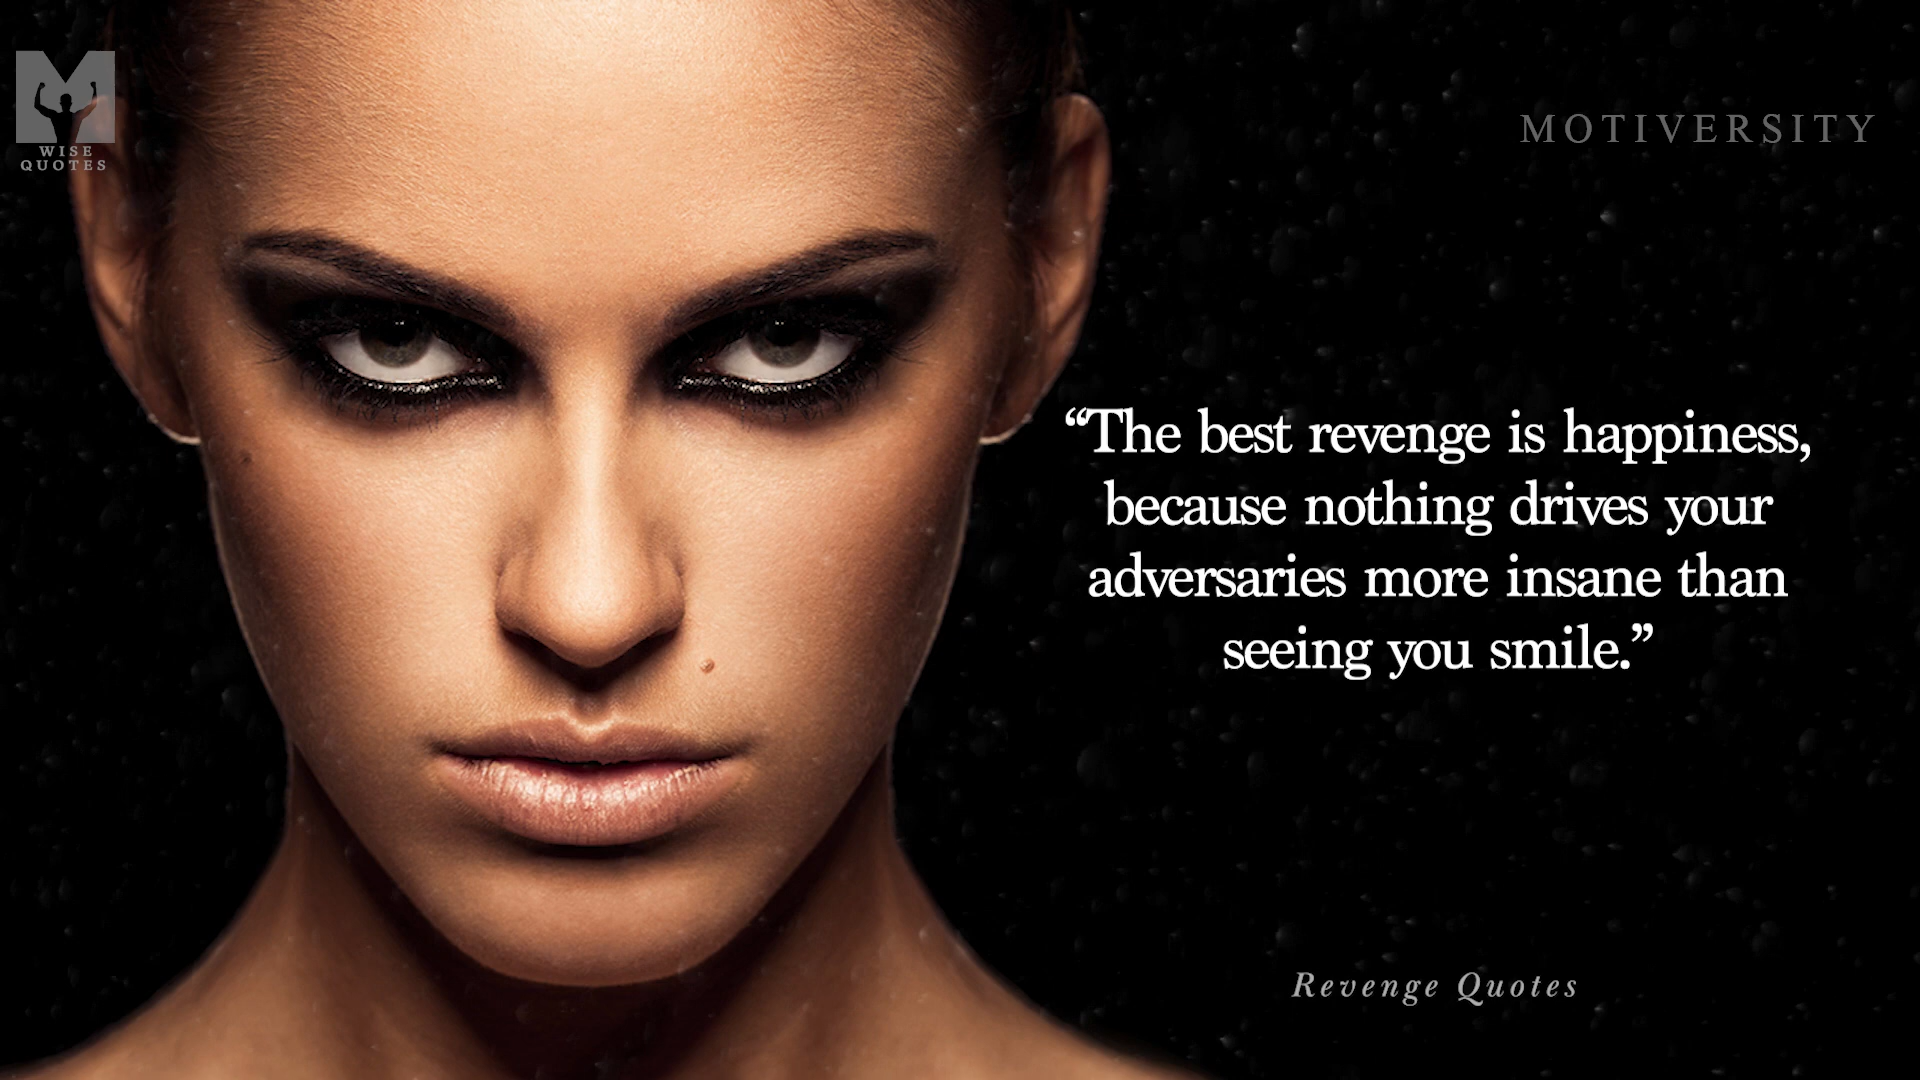 WISE
QUOTES
MOTIVERSITY
“The best revenge is happiness,
because nothing drives your
adversaries more insane than
seeing you smile.”
Revenge Quotes